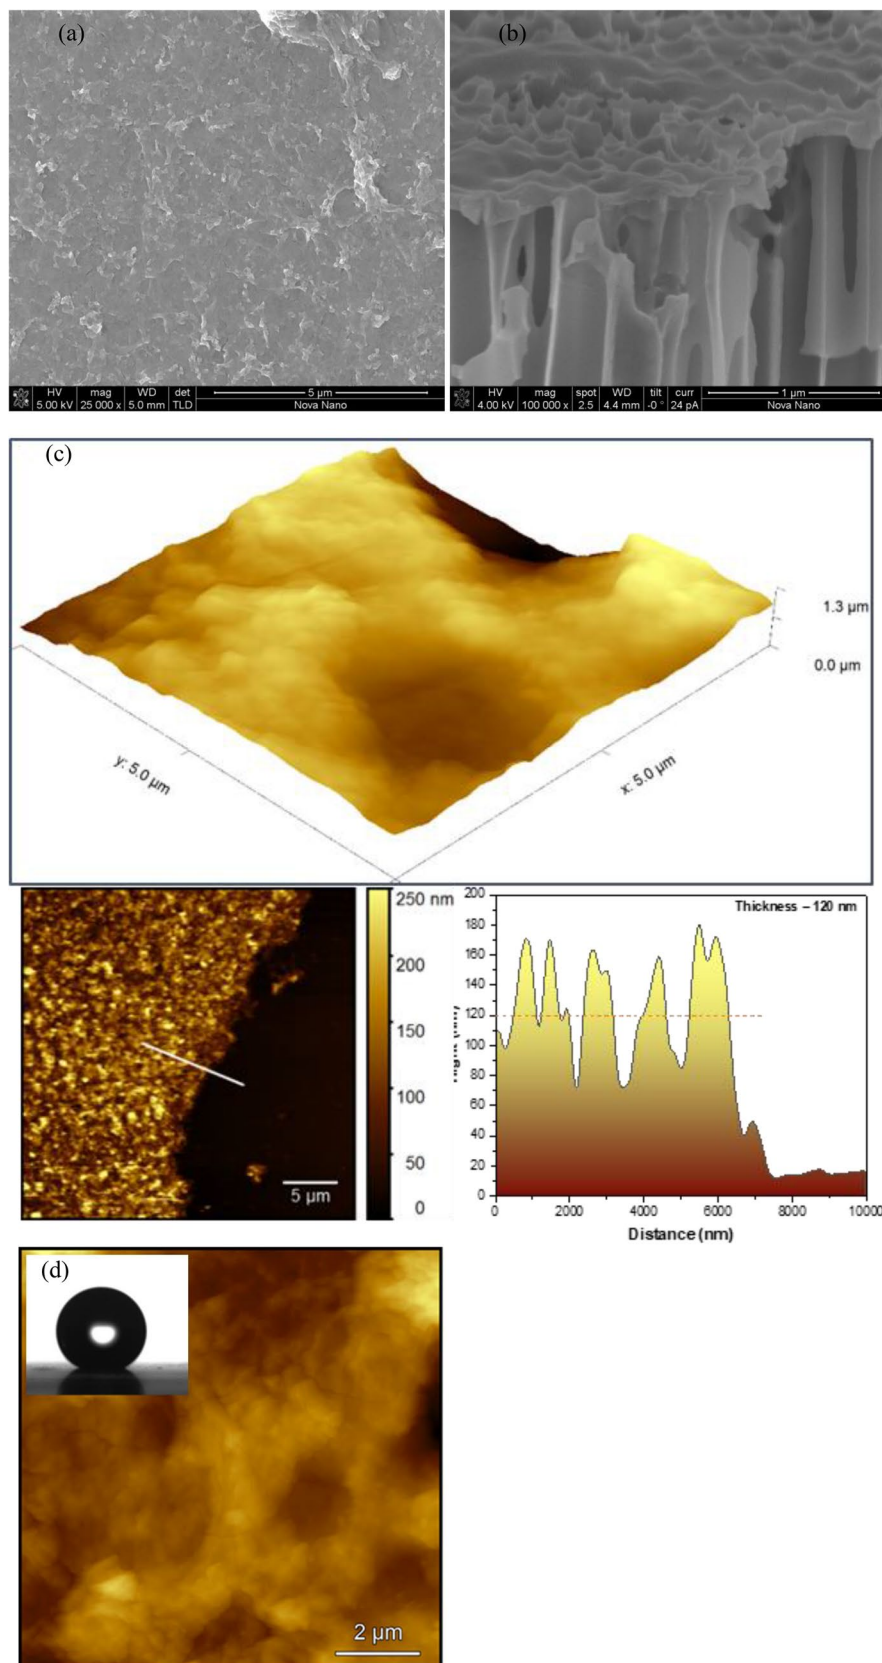 (a)
(b)
HV mag WD det 5 µm
5.00 kV 25 000 x 5.0 mm TLD Nova Nano
HV mag spot WD tilt curr 1 µm
4.00 kV 100 000 x 2.5 4.4 mm -0 ° 24 pA Nova Nano
(c)
1.3 µm
0.0 µm
y: 5.0 µm
x: 5.0 µm
250 nm
200
150
100
50
0
5 µm
Thickness – 120 nm
200
180
160
140
120
100
80
60
40
20
0
0 2000 4000 6000 8000 10000
Distance (nm)
(d)
2 µm